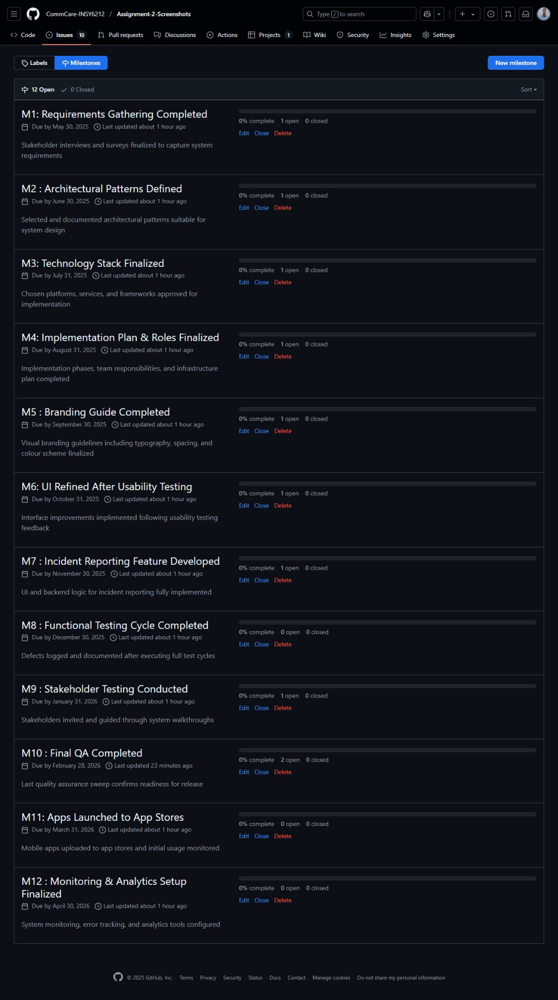 CommCare-INSY6212 / Assignment-2-Screenshots Type / to search
Code Issues 10 Pull requests Discussions Actions Projects 1 Wiki Security Insights Settings
Labels Milestones New milestone
12 Open 0 Closed Sort
M1: Requirements Gathering Completed
Due by May 30, 2025 Last updated about 1 hour ago
Stakeholder interviews and surveys finalized to capture system
requirements
0% complete 1 open 0 closed
Edit Close Delete
M2 : Architectural Patterns Defined
Due by June 30, 2025 Last updated about 1 hour ago
Selected and documented architectural patterns suitable for
system design
0% complete 1 open 0 closed
Edit Close Delete
M3: Technology Stack Finalized
Due by July 31, 2025 Last updated about 1 hour ago
Chosen platforms, services, and frameworks approved for
implementation
0% complete 1 open 0 closed
Edit Close Delete
M4: Implementation Plan & Roles Finalized
Due by August 31, 2025 Last updated about 1 hour ago
Implementation phases, team responsibilities, and infrastructure
plan completed
0% complete 1 open 0 closed
Edit Close Delete
M5 : Branding Guide Completed
Due by September 30, 2025 Last updated about 1 hour ago
Visual branding guidelines including typography, spacing, and
colour scheme finalized
0% complete 1 open 0 closed
Edit Close Delete
M6: UI Refined After Usability Testing
Due by October 31, 2025 Last updated about 1 hour ago
Interface improvements implemented following usability testing
feedback
0% complete 1 open 0 closed
Edit Close Delete
M7 : Incident Reporting Feature Developed
Due by November 30, 2025 Last updated about 1 hour ago
UI and backend logic for incident reporting fully implemented
0% complete 1 open 0 closed
Edit Close Delete
M8 : Functional Testing Cycle Completed
Due by December 30, 2025 Last updated about 1 hour ago
Defects logged and documented after executing full test cycles
0% complete 0 open 0 closed
Edit Close Delete
M9 : Stakeholder Testing Conducted
Due by January 31, 2026 Last updated about 1 hour ago
Stakeholders invited and guided through system walkthroughs
0% complete 1 open 0 closed
Edit Close Delete
M10 : Final QA Completed
Due by February 28, 2026 Last updated 23 minutes ago
Last quality assurance sweep confirms readiness for release
0% complete 2 open 0 closed
Edit Close Delete
M11: Apps Launched to App Stores
Due by March 31, 2026 Last updated about 1 hour ago
Mobile apps uploaded to app stores and initial usage monitored
0% complete 0 open 0 closed
Edit Close Delete
M12 : Monitoring & Analytics Setup
Finalized
Due by April 30, 2026 Last updated about 1 hour ago
System monitoring, error tracking, and analytics tools configured
0% complete 0 open 0 closed
Edit Close Delete
© 2025 GitHub, Inc. Terms Privacy Security Status Docs Contact Manage cookies Do not share my personal information